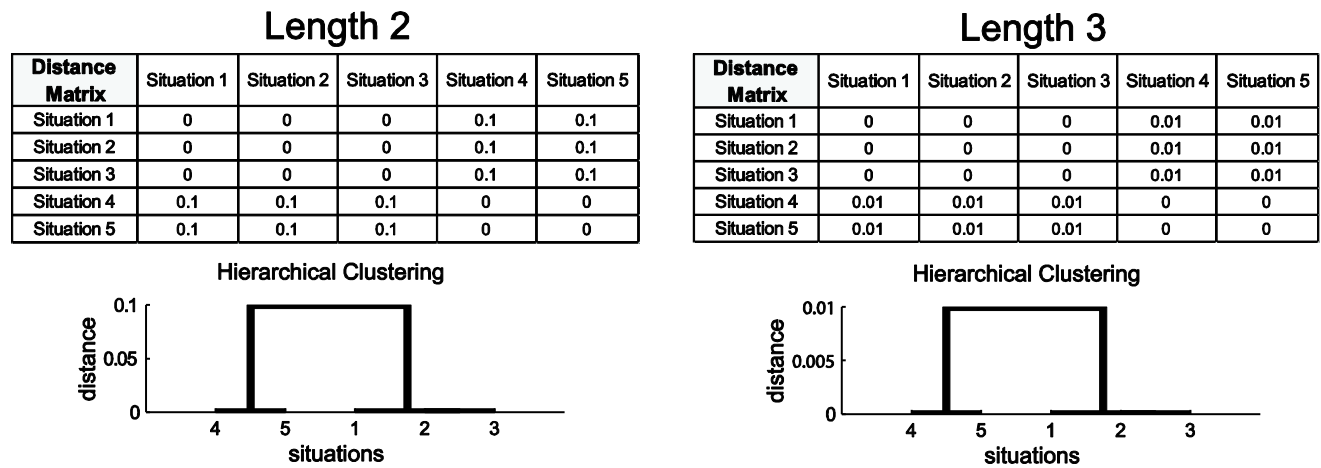 Length 2
Distance Matrix Situation 1 Situation 2 Situation 3 Situation 4 Situation 5
Situation 1 0 0 0 0.1 0.1
Situation 2 0 0 0 0.1 0.1
Situation 3 0 0 0 0.1 0.1
Situation 4 0.1 0.1 0.1 0 0
Situation 5 0.1 0.1 0.1 0 0
Hierarchical Clustering
0.1
0.05
0
distance
4 5 1 2 3
situations
Length 3
Distance Matrix Situation 1 Situation 2 Situation 3 Situation 4 Situation 5
Situation 1 0 0 0 0.01 0.01
Situation 2 0 0 0 0.01 0.01
Situation 3 0 0 0 0.01 0.01
Situation 4 0.01 0.01 0.01 0 0
Situation 5 0.01 0.01 0.01 0 0
Hierarchical Clustering
0.01
0.005
0
distance
4 5 1 2 3
situations